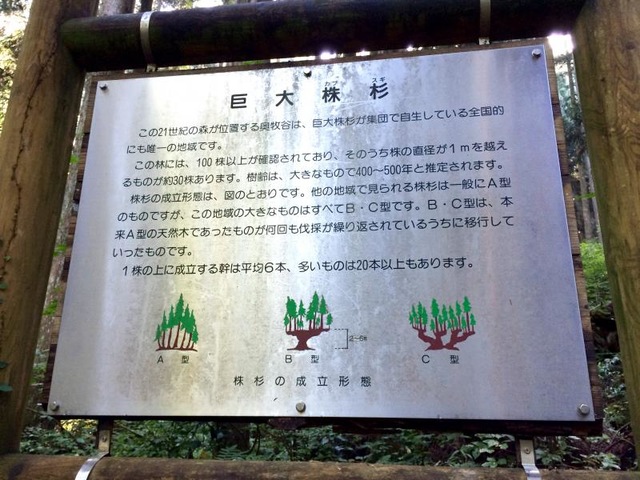 カブ スギ
巨大株杉
この21世紀の森が位置する奥牧谷は、巨大株杉が集団で自生している全国的
にも唯一の地域です。
この林には、100株以上が確認されており、そのうち株の直径が1mを越え
るものが約30株あります。樹齢は、大きなもので400〜500年と推定されます。
株杉の成立形態は、図のとおりです。他の地域で見られる株杉は一般にA型
のものですが、この地域の大きなものはすべてB・C型です。B・C型は、本
来A型の天然木であったものが何回も伐採が繰り返されているうちに移行して
いったものです。
1株の上に成立する幹は平均6本、多いものは20本以上もあります。
2〜5m
A 型 B 型 C 型
株杉の成立形態